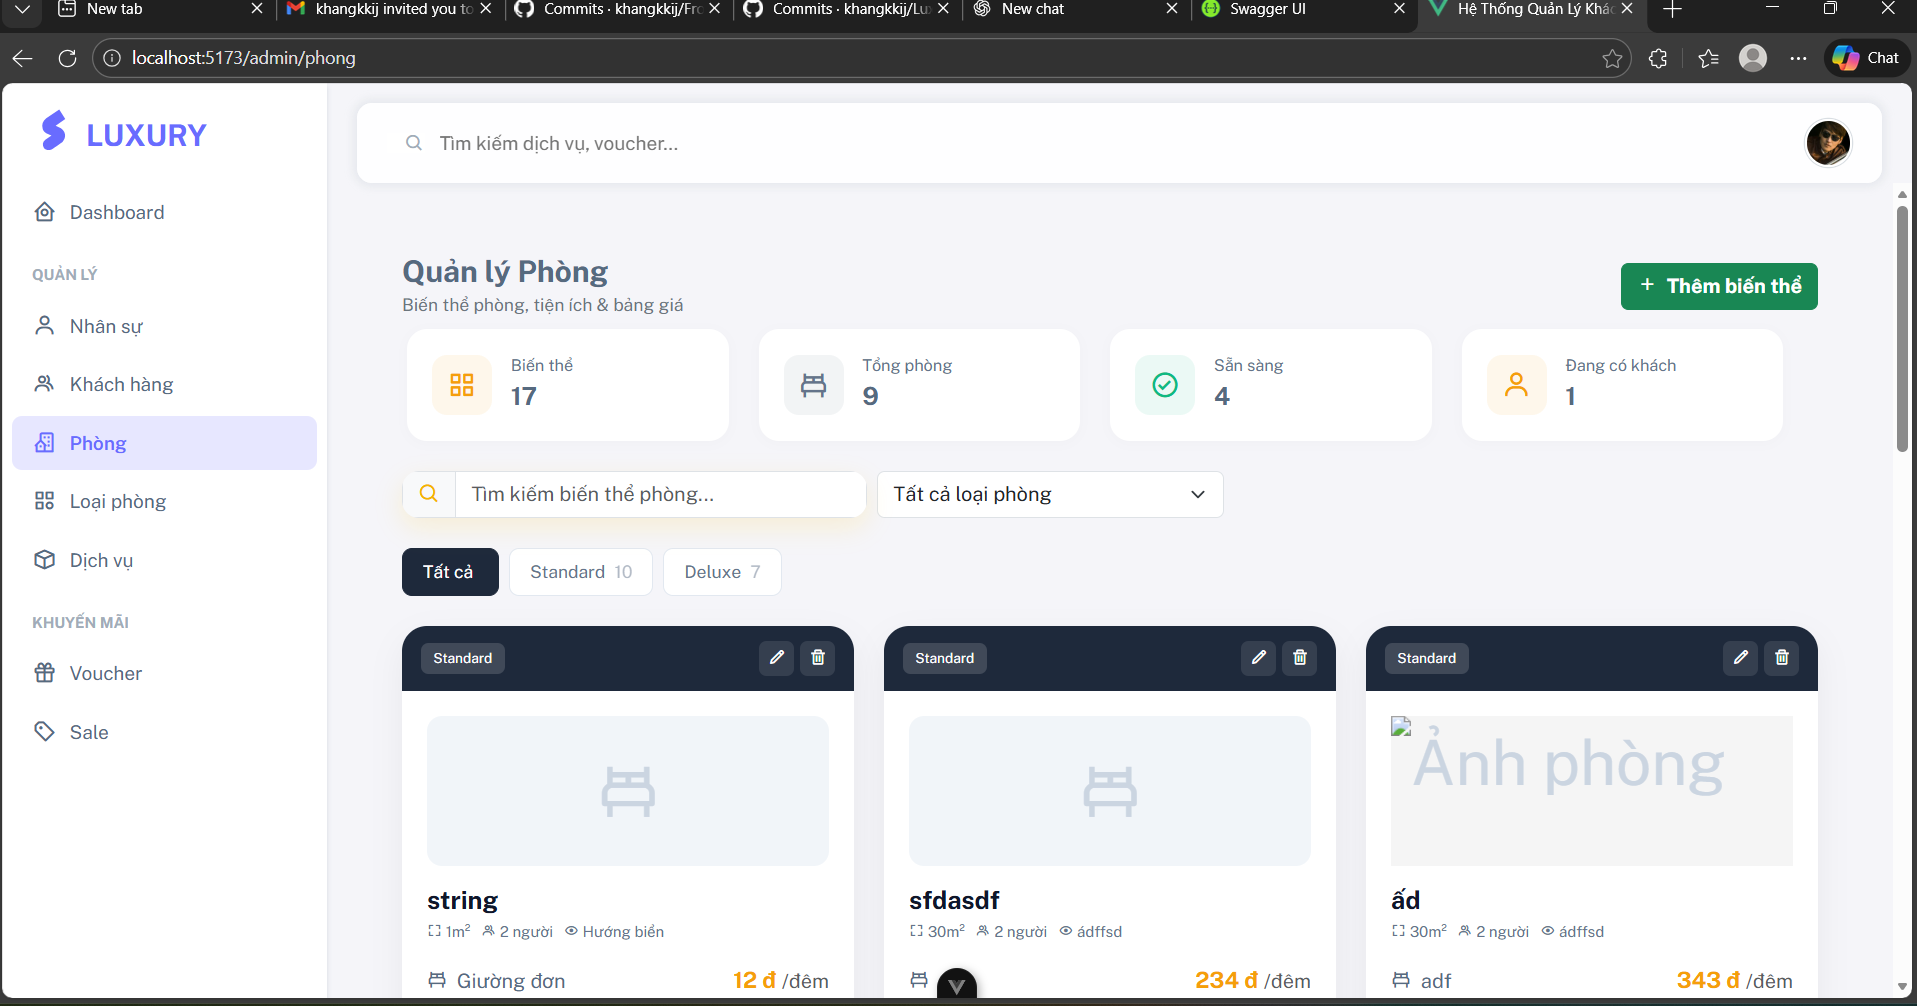 New tab
khangkkij invited you to
Commits · khangkkij/Fro
Commits · khangkkij/Lux
New chat
Swagger UI
Hệ Thống Quản Lý Khác
localhost:5173/admin/phong
Chat
LUXURY
Tìm kiếm dịch vụ, voucher...
Dashboard
QUẢN LÝ
Nhân sự
Khách hàng
Phòng
Loại phòng
Dịch vụ
KHUYẾN MÃI
Voucher
Sale
Quản lý Phòng
Biến thể phòng, tiện ích & bảng giá
+ Thêm biến thể
Biến thể
17
Tổng phòng
9
Sẵn sàng
4
Đang có khách
1
Tìm kiếm biến thể phòng...
Tất cả loại phòng
Tất cả
Standard 10
Deluxe 7
Standard
string
1m² 2 người Hướng biển
Giường đơn 12 đ /đêm
Standard
sfdasdf
30m² 2 người ádffsd
234 đ /đêm
Standard
Ảnh phòng
ấd
30m² 2 người ádffsd
adf 343 đ /đêm